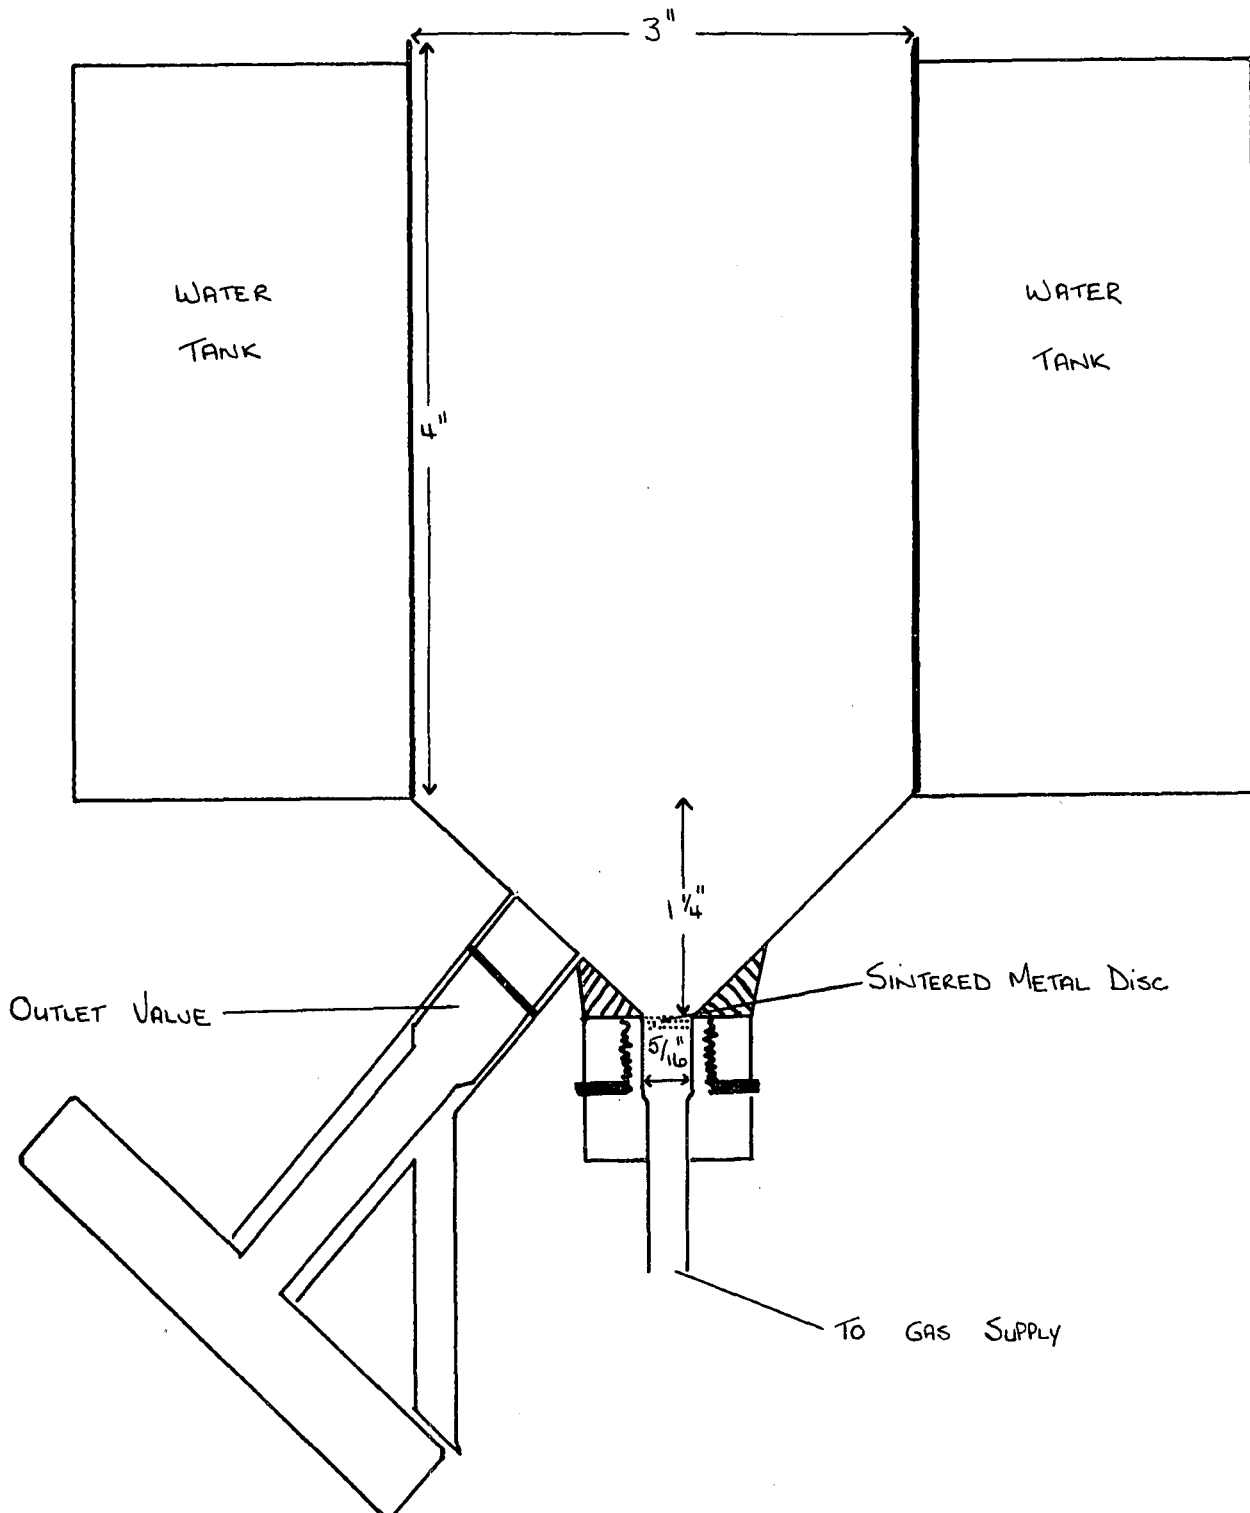 3"
WATER
TANK
WATER
TANK
4"
1 1/4"
OUTLET VALUE
SINTERED METAL DISC
5/16"
TO GAS SUPPLY